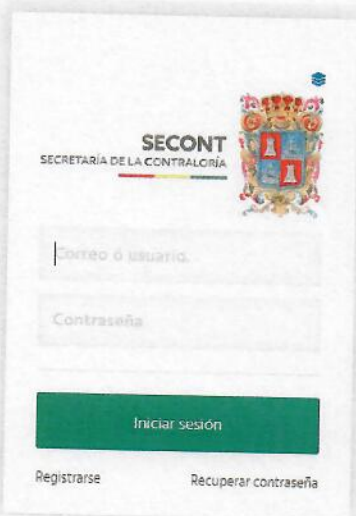 SECONT
SECRETARÍA DE LA CONTRALORÍA
Correo ó usuario.
Contraseña
Iniciar sesión
Registrarse
Recuperar contraseña